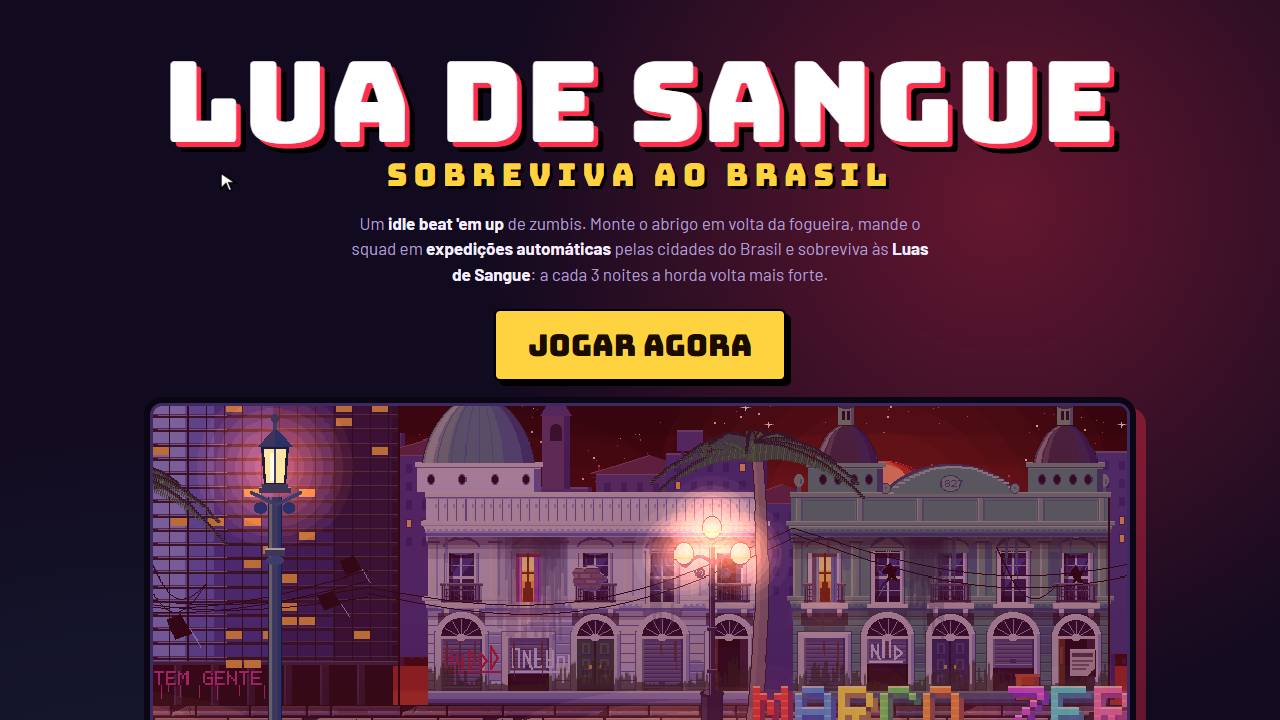 LUA DE SANGUE
SOBREVIVA AO BRASIL
Um idle beat 'em up de zumbis. Monte o abrigo em volta da fogueira, mande o
squad em expedições automáticas pelas cidades do Brasil e sobreviva às Luas
de Sangue: a cada 3 noites a horda volta mais forte.
JOGAR AGORA
TEM GENTE
MARCO ZER